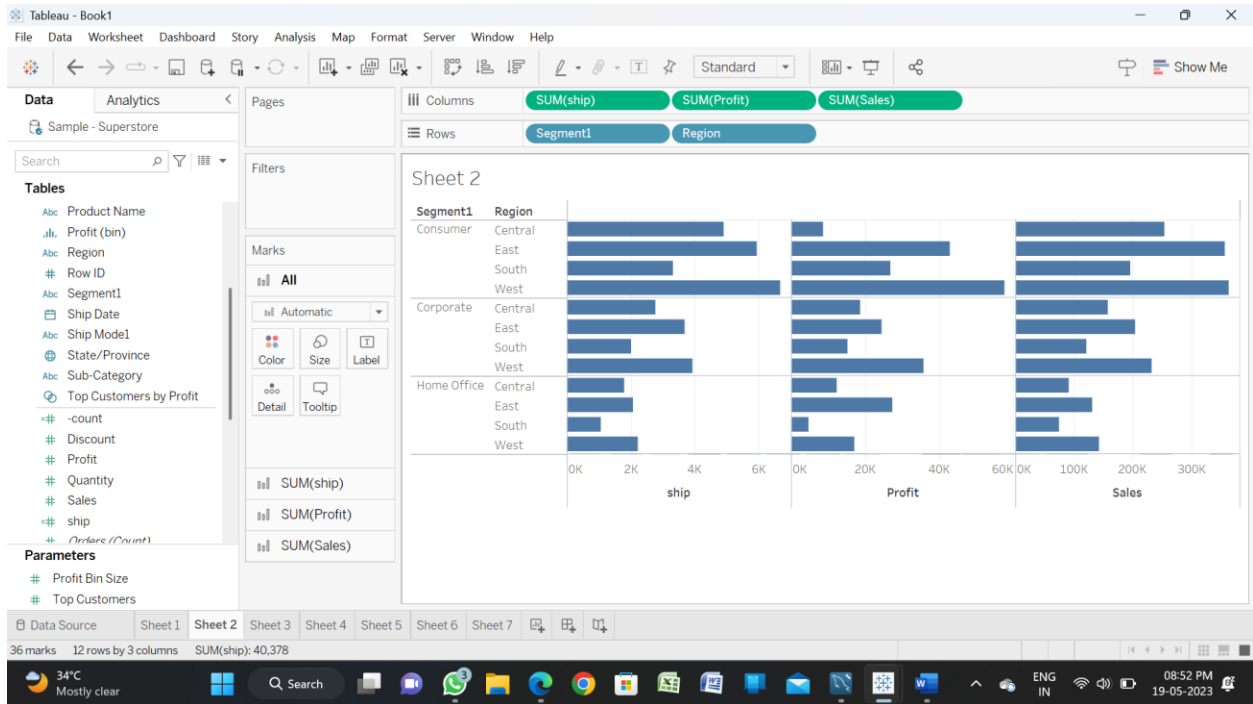 Tableau - Book1
File Data Worksheet Dashboard Story Analysis Map Format Server Window Help
Standard Show Me
Data Analytics
Sample - Superstore
Search
Tables
Abc Product Name
Profit (bin)
Abc Region
# Row ID
Abc Segment1
Ship Date
Abc Ship Mode1
State/Province
Abc Sub-Category
Top Customers by Profit
=# -count
# Discount
# Profit
# Quantity
# Sales
=# ship
# Orders (Count)
Parameters
# Profit Bin Size
# Top Customers
Pages
Filters
Marks
All
Automatic
Color Size Label
Detail Tooltip
SUM(ship)
SUM(Profit)
SUM(Sales)
Columns SUM(ship) SUM(Profit) SUM(Sales)
Rows Segment1 Region
Sheet 2
Segment1 Region
Consumer Central
East
South
West
Corporate Central
East
South
West
Home Office Central
East
South
West
0K 2K 4K 6K 0K 20K 40K 60K 0K 100K 200K 300K
ship Profit Sales
Data Source Sheet 1 Sheet 2 Sheet 3 Sheet 4 Sheet 5 Sheet 6 Sheet 7
36 marks 12 rows by 3 columns SUM(ship): 40,378
34°C
Mostly clear
Search
3
W
ENG
IN
08:52 PM
19-05-2023